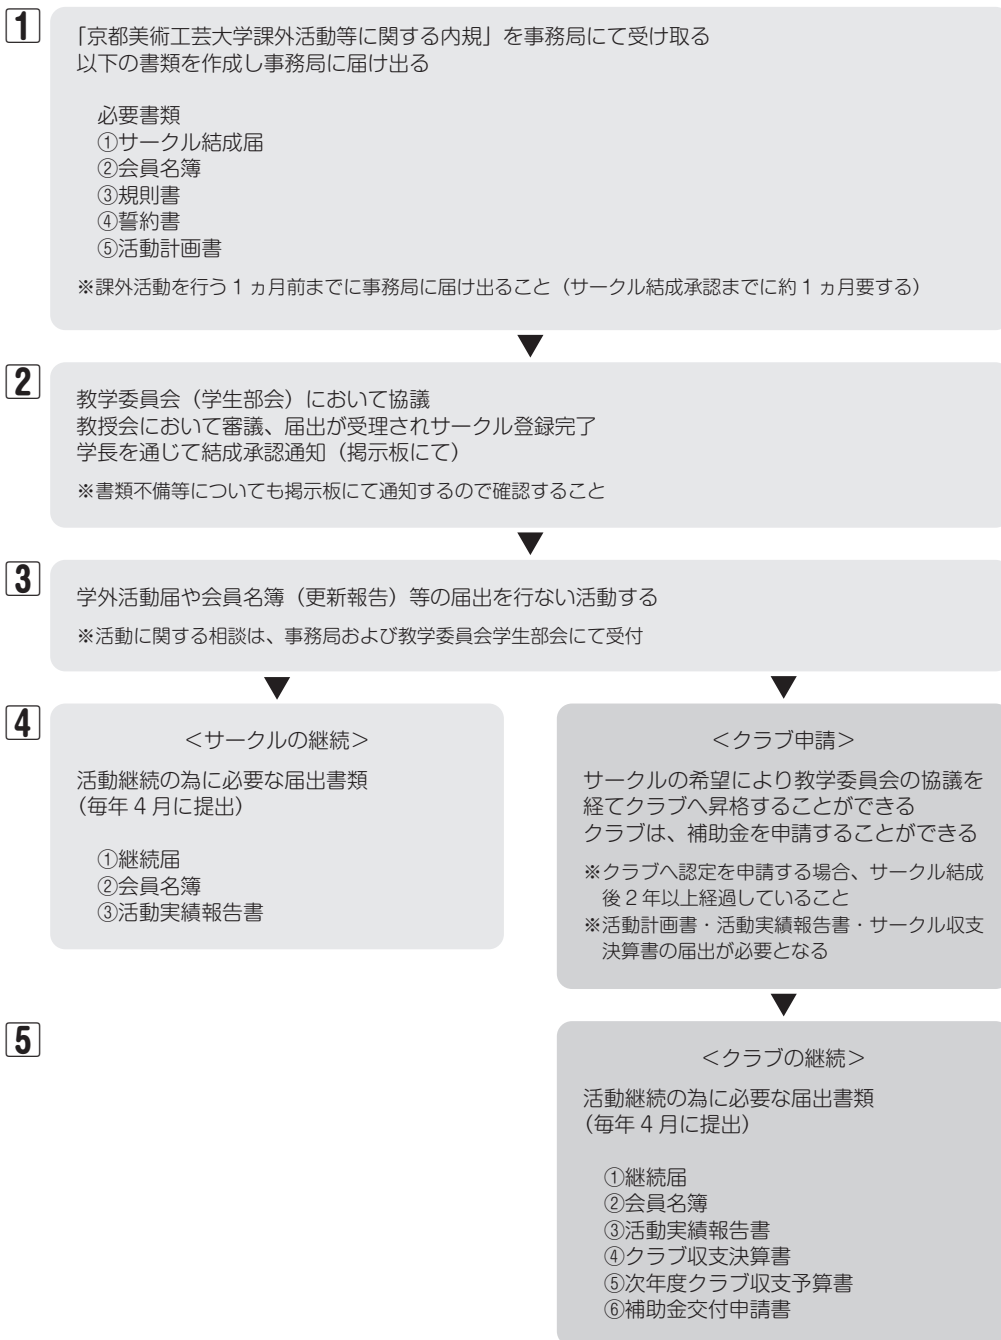 1
「京都美術工芸大学課外活動等に関する内規」を事務局にて受け取る
以下の書類を作成し事務局に届け出る
必要書類
①サークル結成届
②会員名簿
③規則書
④誓約書
⑤活動計画書
※課外活動を行う1ヵ月前までに事務局に届け出ること（サークル結成承認までに約1ヵ月要する）
▼
2
教学委員会（学生部会）において協議
教授会において審議、届出が受理されサークル登録完了
学長を通じて結成承認通知（掲示板にて）
※書類不備等についても掲示板にて通知するので確認すること
▼
3
学外活動届や会員名簿（更新報告）等の届出を行ない活動する
※活動に関する相談は、事務局および教学委員会学生部会にて受付
▼
▼
4
＜サークルの継続＞
活動継続の為に必要な届出書類
（毎年4月に提出）
①継続届
②会員名簿
③活動実績報告書
＜クラブ申請＞
サークルの希望により教学委員会の協議を
経てクラブへ昇格することができる
クラブは、補助金を申請することができる
※クラブへ認定を申請する場合、サークル結成
後2年以上経過していること
※活動計画書・活動実績報告書・サークル収支
決算書の届出が必要となる
▼
5
＜クラブの継続＞
活動継続の為に必要な届出書類
（毎年4月に提出）
①継続届
②会員名簿
③活動実績報告書
④クラブ収支決算書
⑤次年度クラブ収支予算書
⑥補助金交付申請書